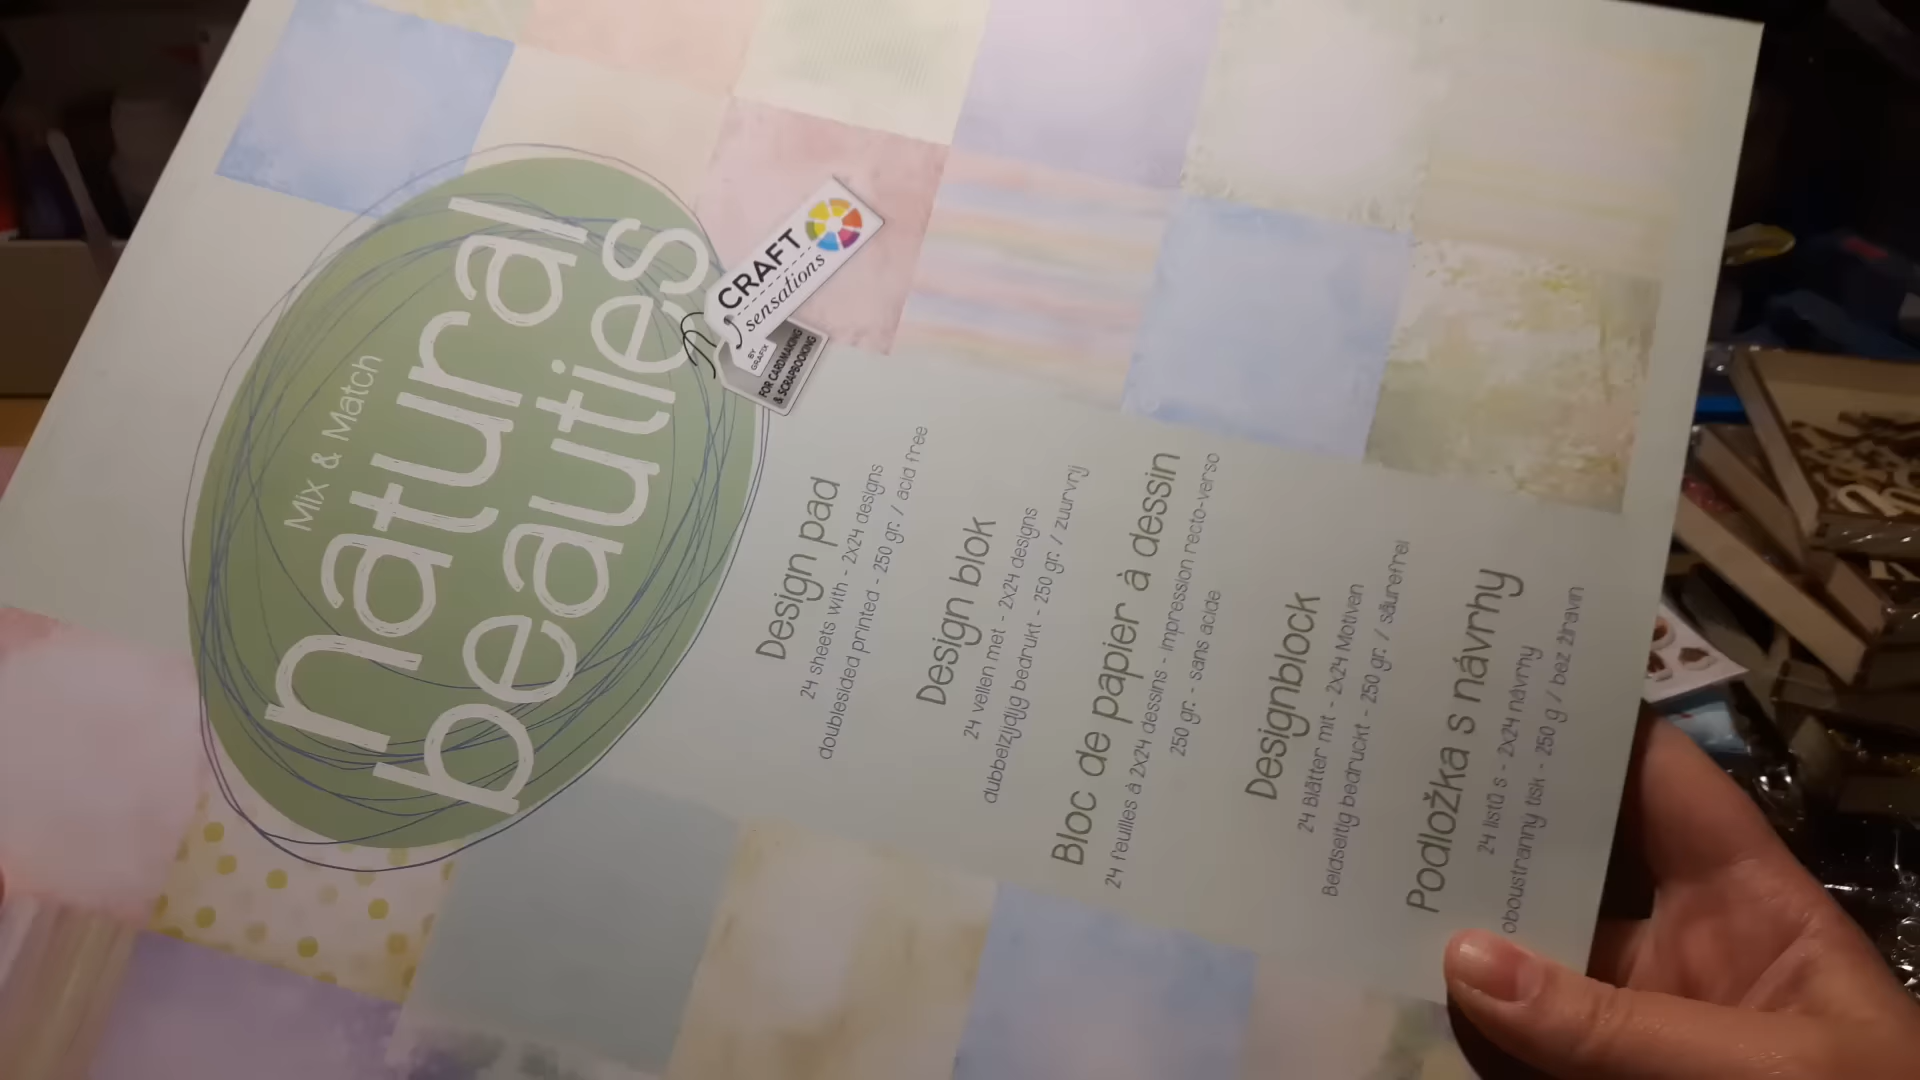 Mix & Match
natural
beauties
CRAFT
sensations
BY
GRAFIX
FOR CARDMAKING
& SCRAPBOOKING
Design pad
24 sheets with - 2x24 designs
doublesided printed - 250 gr. / acid free
Design blok
24 vellen met - 2x24 designs
dubbelzijdig bedrukt - 250 gr. / zuurvrij
Bloc de papier à dessin
24 feuilles à 2x24 dessins - impression recto-verso
250 gr. - sans acide
Designblock
24 Blätter mit - 2x24 Motiven
Beidseitig bedruckt - 250 gr. / säurefrei
Podložka s návrhy
24 listů s - 2x24 návrhy
oboustranny tisk - 250 g / bez žíravin